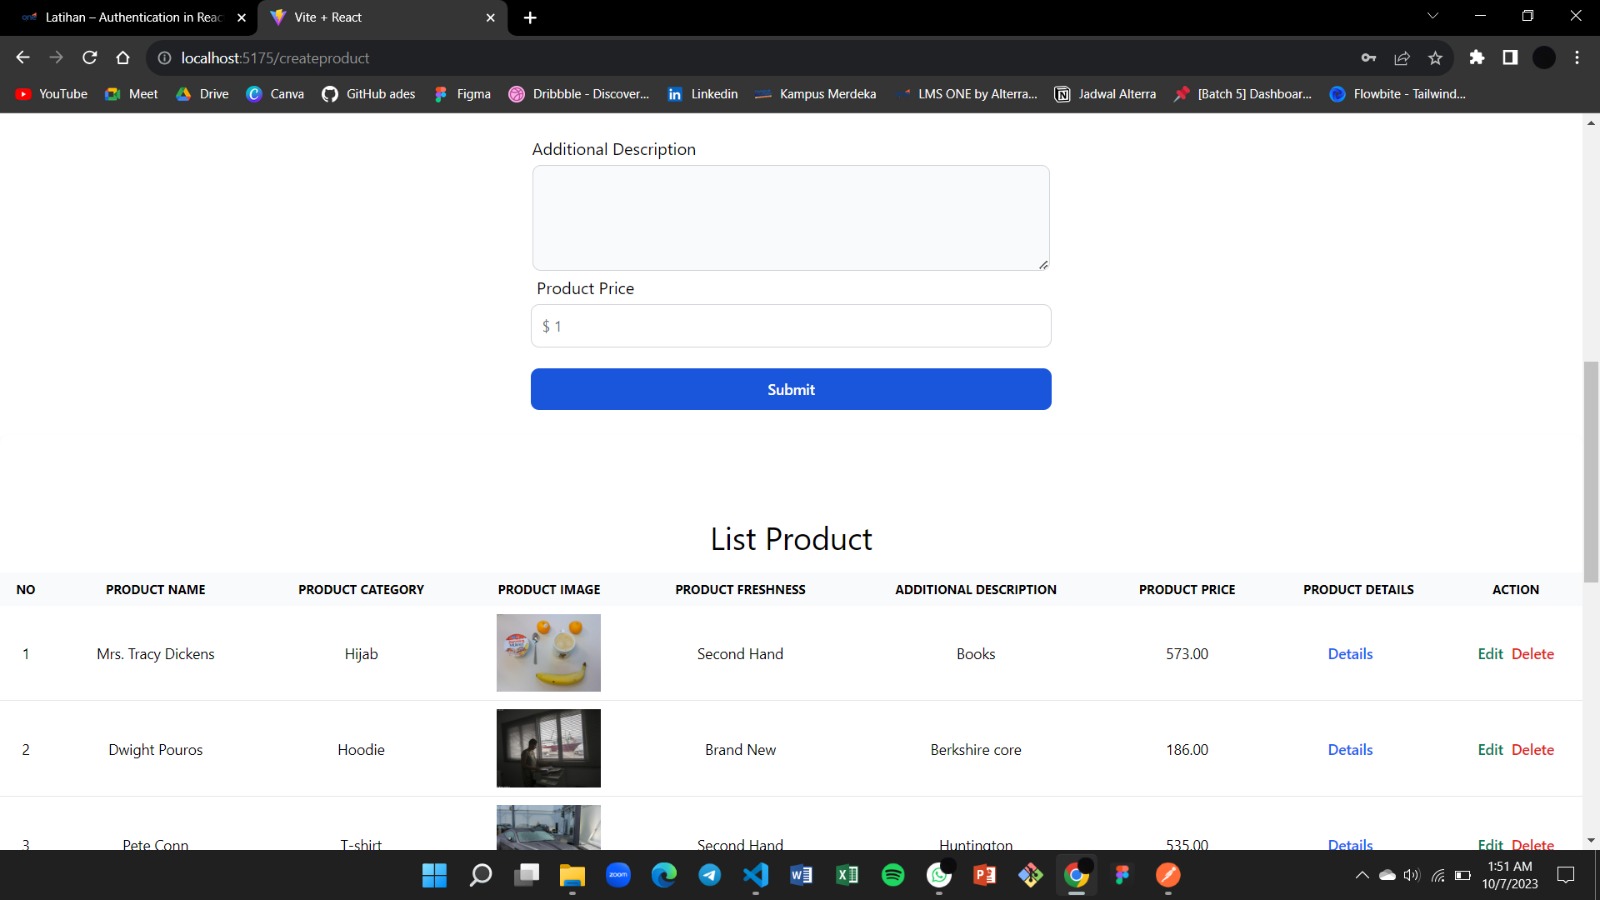 Latihan – Authentication in Reac
Vite + React
localhost:5175/createproduct
YouTube
Meet
Drive
Canva
GitHub ades
Figma
Dribbble - Discover...
Linkedin
Kampus Merdeka
LMS ONE by Alterra...
Jadwal Alterra
[Batch 5] Dashboar...
Flowbite - Tailwind...
Additional Description
Product Price
$ 1
Submit
List Product
NO PRODUCT NAME PRODUCT CATEGORY PRODUCT IMAGE PRODUCT FRESHNESS ADDITIONAL DESCRIPTION PRODUCT PRICE PRODUCT DETAILS ACTION
1 Mrs. Tracy Dickens Hijab Second Hand Books 573.00 Details Edit Delete
2 Dwight Pouros Hoodie Brand New Berkshire core 186.00 Details Edit Delete
3 Pete Conn T-shirt Second Hand Huntington 535.00 Details Edit Delete
zoom
1:51 AM
10/7/2023